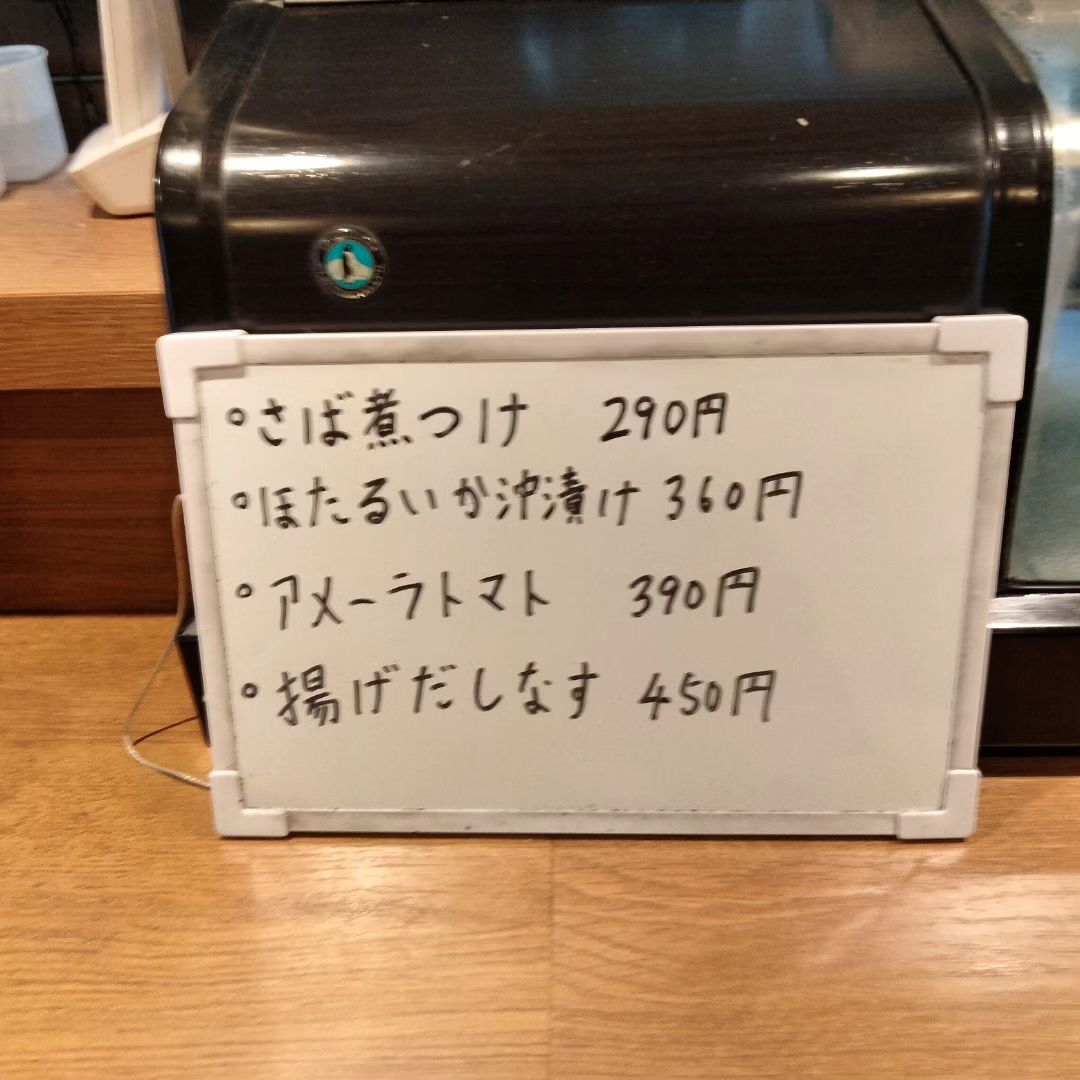 °さば煮つけ 290円
°ほたるいか沖漬け 360円
°アメーラトマト 390円
°揚げだしなす 450円